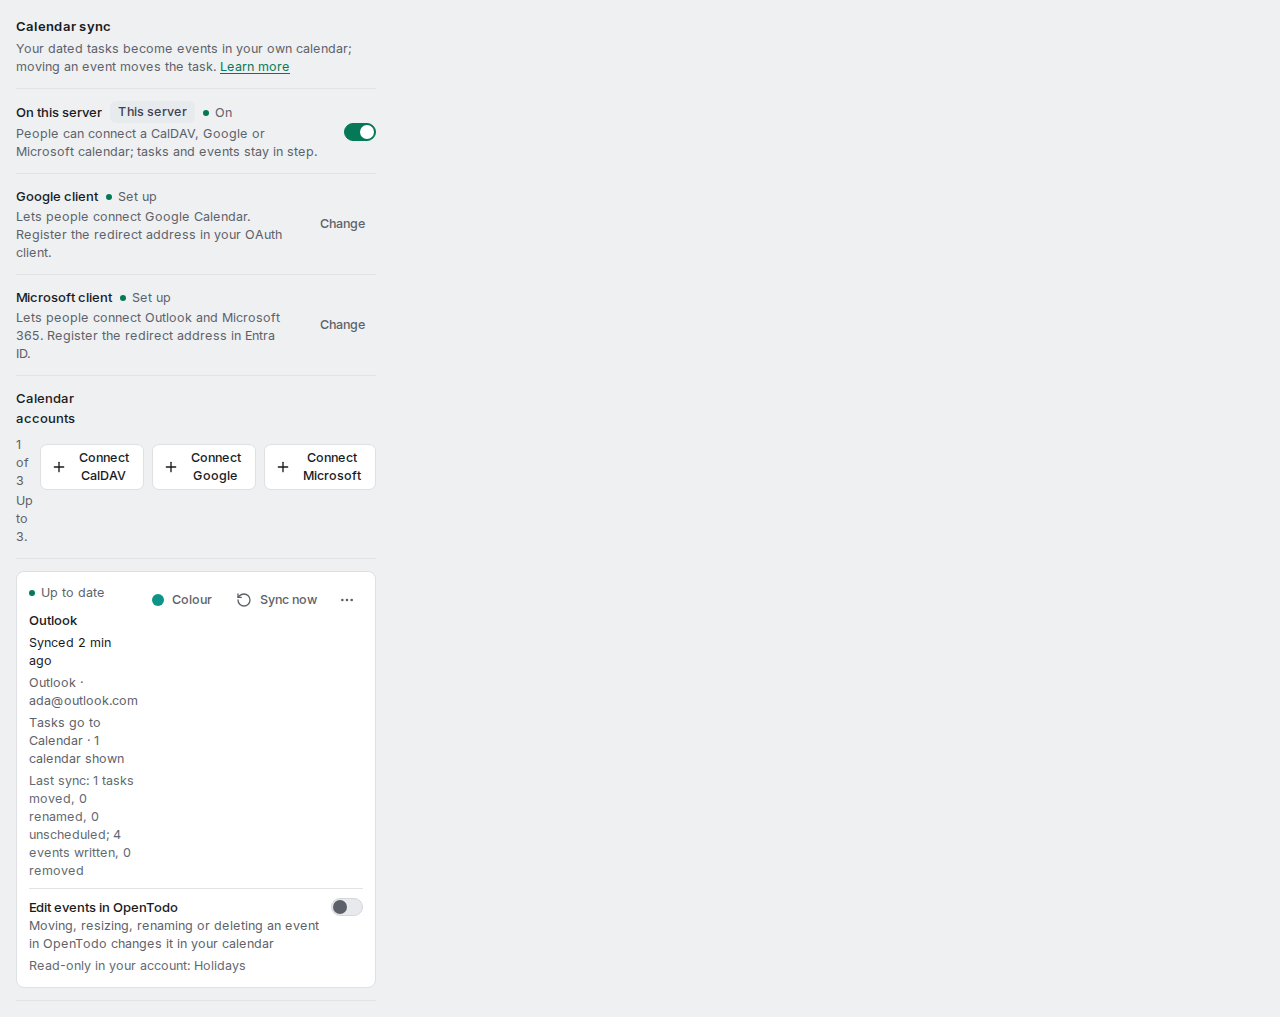 Calendar sync
Your dated tasks become events in your own calendar;
moving an event moves the task. Learn more
On this server This server On
People can connect a CalDAV, Google or
Microsoft calendar; tasks and events stay in step.
Google client Set up
Lets people connect Google Calendar.
Register the redirect address in your OAuth
client.
Change
Microsoft client Set up
Lets people connect Outlook and Microsoft
365. Register the redirect address in Entra
ID.
Change
Calendar
accounts
1
of
3
Up
to
3.
Connect
CalDAV
Connect
Google
Connect
Microsoft
Up to date
Colour Sync now
Outlook
Synced 2 min
ago
Outlook ·
ada@outlook.com
Tasks go to
Calendar · 1
calendar shown
Last sync: 1 tasks
moved, 0
renamed, 0
unscheduled; 4
events written, 0
removed
Edit events in OpenTodo
Moving, resizing, renaming or deleting an event
in OpenTodo changes it in your calendar
Read-only in your account: Holidays